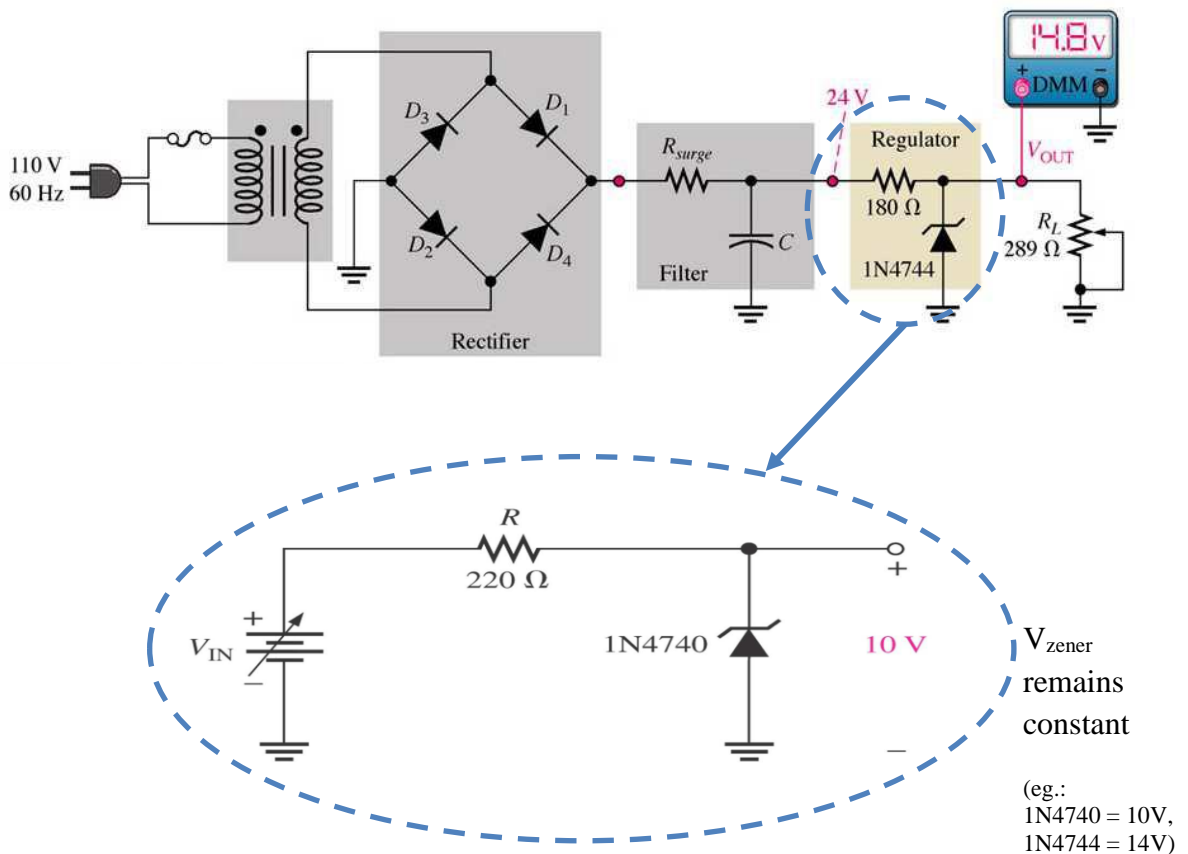 14.8 V
+ −
DMM
24 V
110 V
60 Hz
D3
D1
D2
D4
Rectifier
Rsurge
C
Filter
Regulator
180 Ω
1N4744
VOUT
RL
289 Ω
R
220 Ω
+
VIN
−
1N4740
+
10 V
−
Vzener
remains
constant
(eg.:
1N4740 = 10V,
1N4744 = 14V)